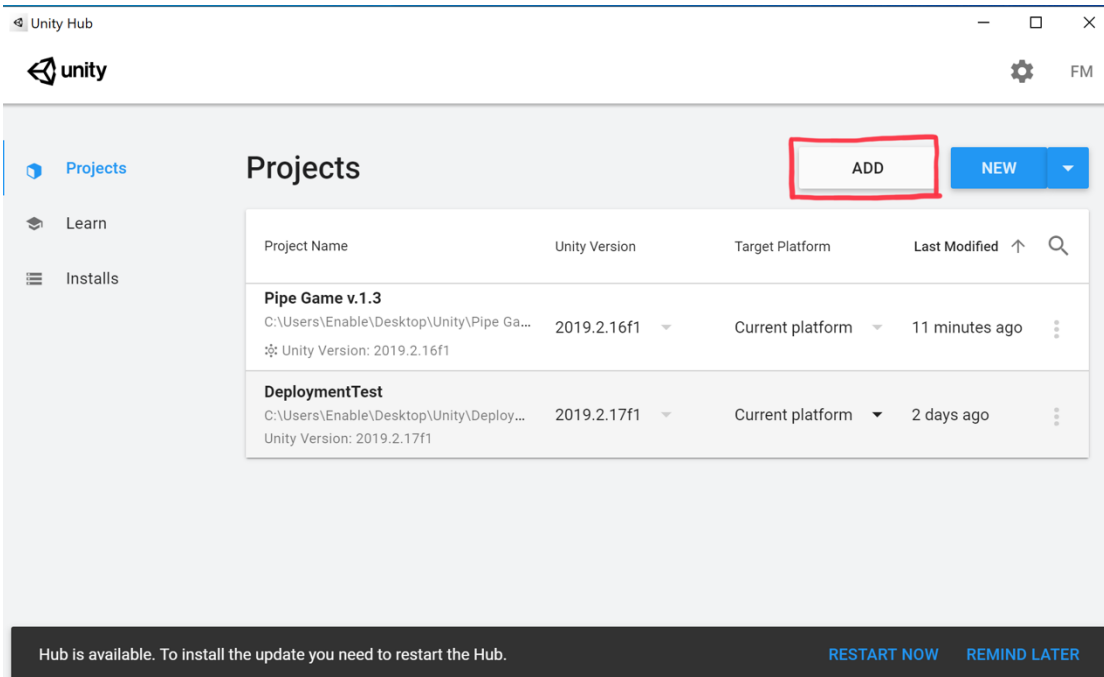 Unity Hub
unity
FM
Projects
Learn
Installs
Projects
ADD
NEW
Project Name Unity Version Target Platform Last Modified
Pipe Game v.1.3
C:\Users\Enable\Desktop\Unity\Pipe Ga...
Unity Version: 2019.2.16f1
2019.2.16f1 Current platform 11 minutes ago
DeploymentTest
C:\Users\Enable\Desktop\Unity\Deploy...
Unity Version: 2019.2.17f1
2019.2.17f1 Current platform 2 days ago
Hub is available. To install the update you need to restart the Hub.
RESTART NOW REMIND LATER